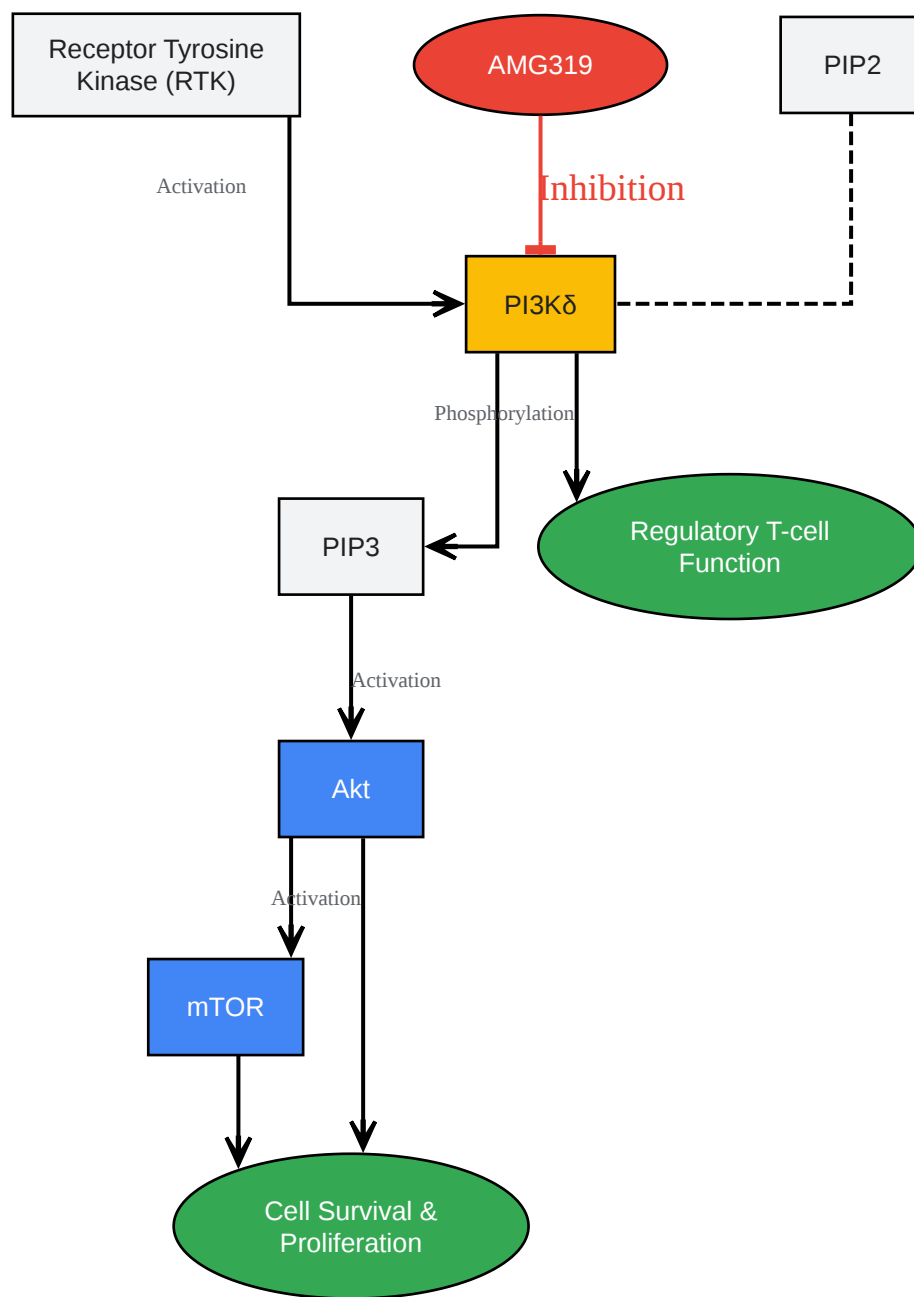 Receptor Tyrosine
Kinase (RTK)
AMG319
PIP2
Activation
Inhibition
PI3Kδ
Phosphorylation
Regulatory T-cell
Function
PIP3
Activation
Akt
Activation
mTOR
Cell Survival &
Proliferation